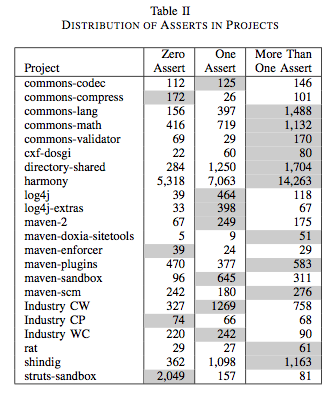 Table II
DISTRIBUTION OF ASSERTS IN PROJECTS
Zero One More Than
Project Assert Assert One Assert
commons-codec 112 125 146
commons-compress 172 26 101
commons-lang 156 397 1,488
commons-math 416 719 1,132
commons-validator 69 29 170
cxf-dosgi 22 60 80
directory-shared 284 1,250 1,704
harmony 5,318 7,063 14,263
log4j 39 464 118
log4j-extras 33 398 67
maven-2 67 249 175
maven-doxia-sitetools 5 9 51
maven-enforcer 39 24 29
maven-plugins 470 377 583
maven-sandbox 96 645 311
maven-scm 242 180 276
Industry CW 327 1269 758
Industry CP 74 66 68
Industry WC 220 242 90
rat 29 27 61
shindig 362 1,098 1,163
struts-sandbox 2,049 157 81